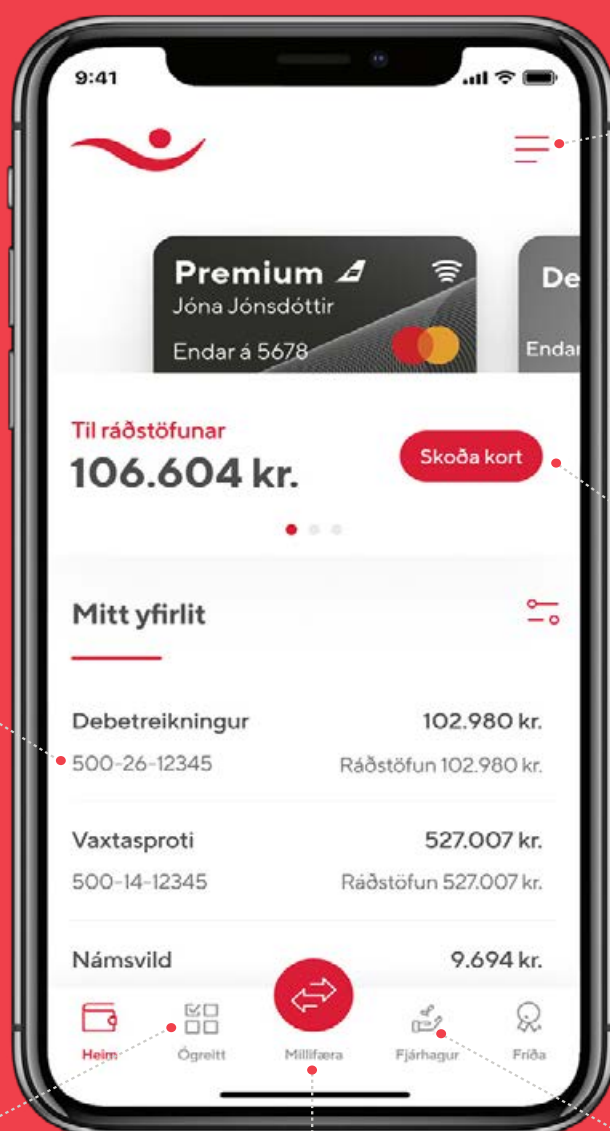 9:41
Premium
Jóna Jónsdóttir
Endar á 5678
De
Endar
Til ráðstöfunar
106.604 kr.
Skoða kort
Mitt yfirlit
Debetreikningur 102.980 kr.
500-26-12345 Ráðstöfun 102.980 kr.
Vaxtasproti 527.007 kr.
500-14-12345 Ráðstöfun 527.007 kr.
Námsvild 9.694 kr.
Heim Ógreitt Millifæra Fjárhagur Fríða